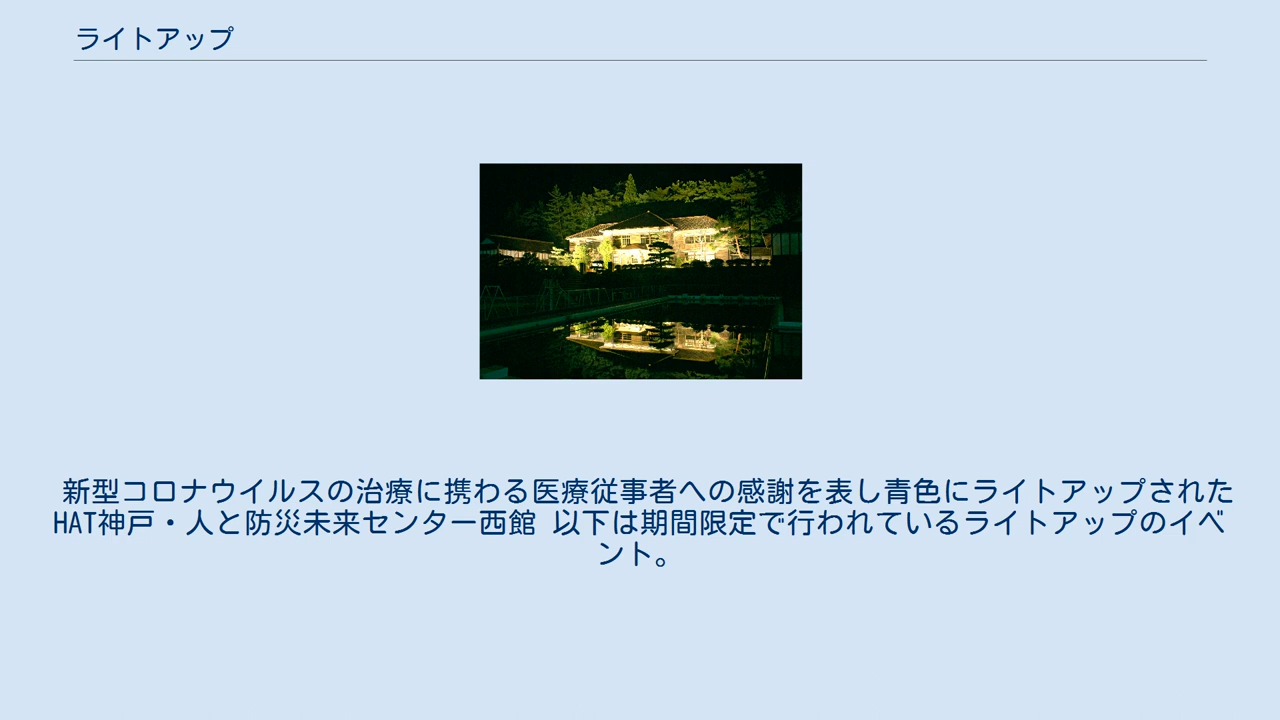 ライトアップ
新型コロナウイルスの治療に携わる医療従事者への感謝を表し青色にライトアップされた
HAT神戸・人と防災未来センター西館 以下は期間限定で行われているライトアップのイベ
ント。